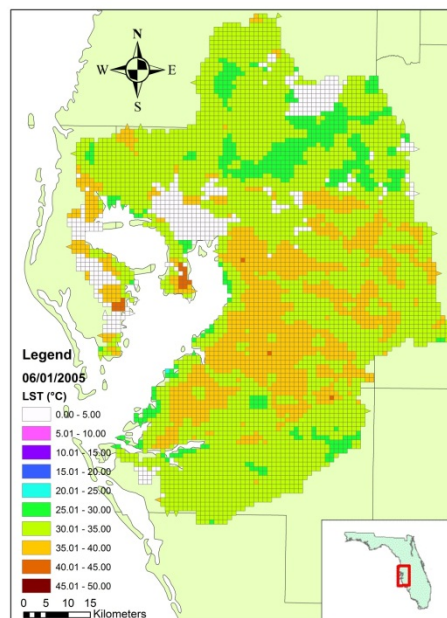 N
W E
S
Legend
06/01/2005
LST (°C)
0.00 - 5.00
5.01 - 10.00
10.01 - 15.00
15.01 - 20.00
20.01 - 25.00
25.01 - 30.00
30.01 - 35.00
35.01 - 40.00
40.01 - 45.00
45.01 - 50.00
0 2.5 5 10 15
Kilometers